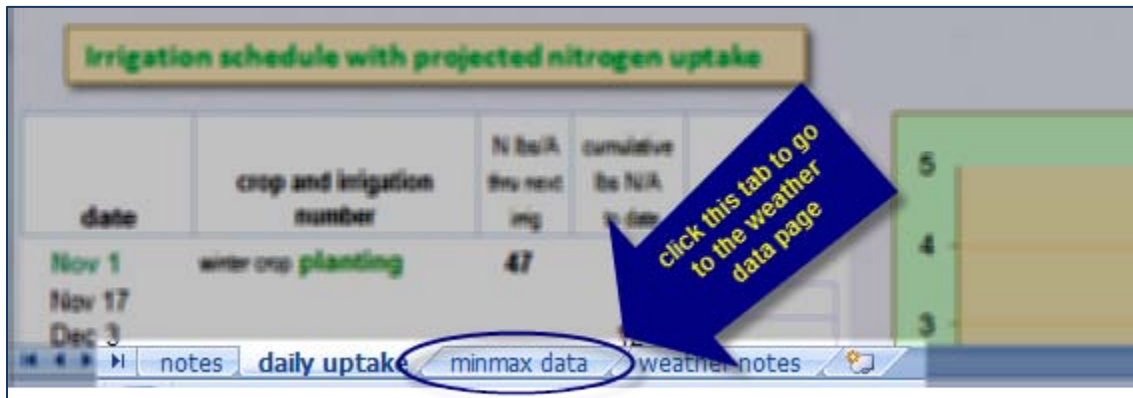 Irrigation schedule with projected nitrogen uptake
date
crop and irrigation
number
N lbs/A
thru next
irrig
cumulative
lbs N/A
to date
Nov 1 winter crop planting 47
Nov 17
Dec 3
click this tab to go
to the weather
data page
5
4
3
notes daily uptake minmax data weather notes